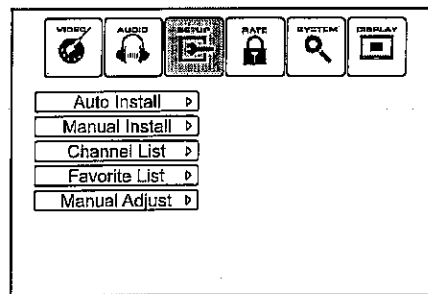 VIDEO AUDIO SETUP RATE SYSTEM DISPLAY
Auto Install
Manual Install
Channel List
Favorite List
Manual Adjust